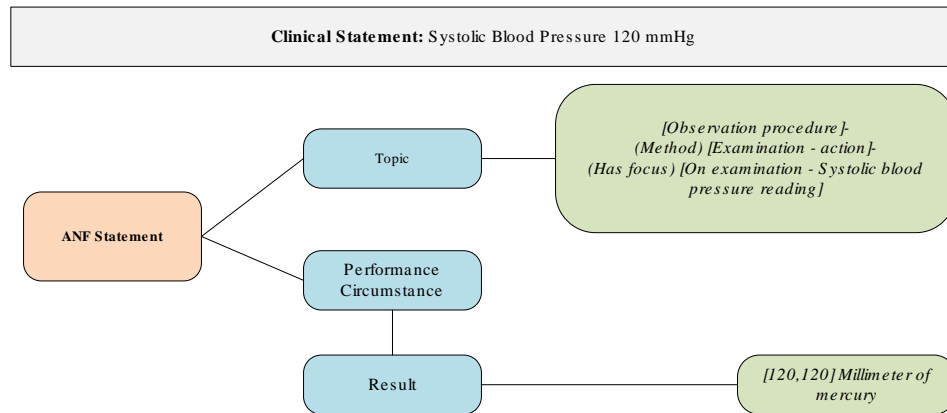 Clinical Statement: Systolic Blood Pressure 120 mmHg
Topic
[Observation procedure]-
(Method) [Examination - action]-
(Has focus) [On examination - Systolic blood
pressure reading]
ANF Statement
Performance
Circumstance
Result
[120,120] Millimeter of
mercury